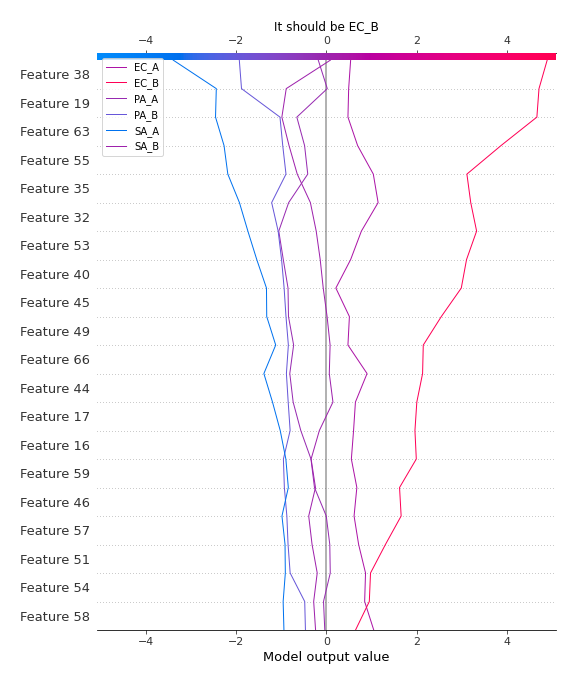 It should be EC_B
−4 −2 0 2 4
EC_A
EC_B
PA_A
PA_B
SA_A
SA_B
Feature 38
Feature 19
Feature 63
Feature 55
Feature 35
Feature 32
Feature 53
Feature 40
Feature 45
Feature 49
Feature 66
Feature 44
Feature 17
Feature 16
Feature 59
Feature 46
Feature 57
Feature 51
Feature 54
Feature 58
−4 −2 0 2 4
Model output value